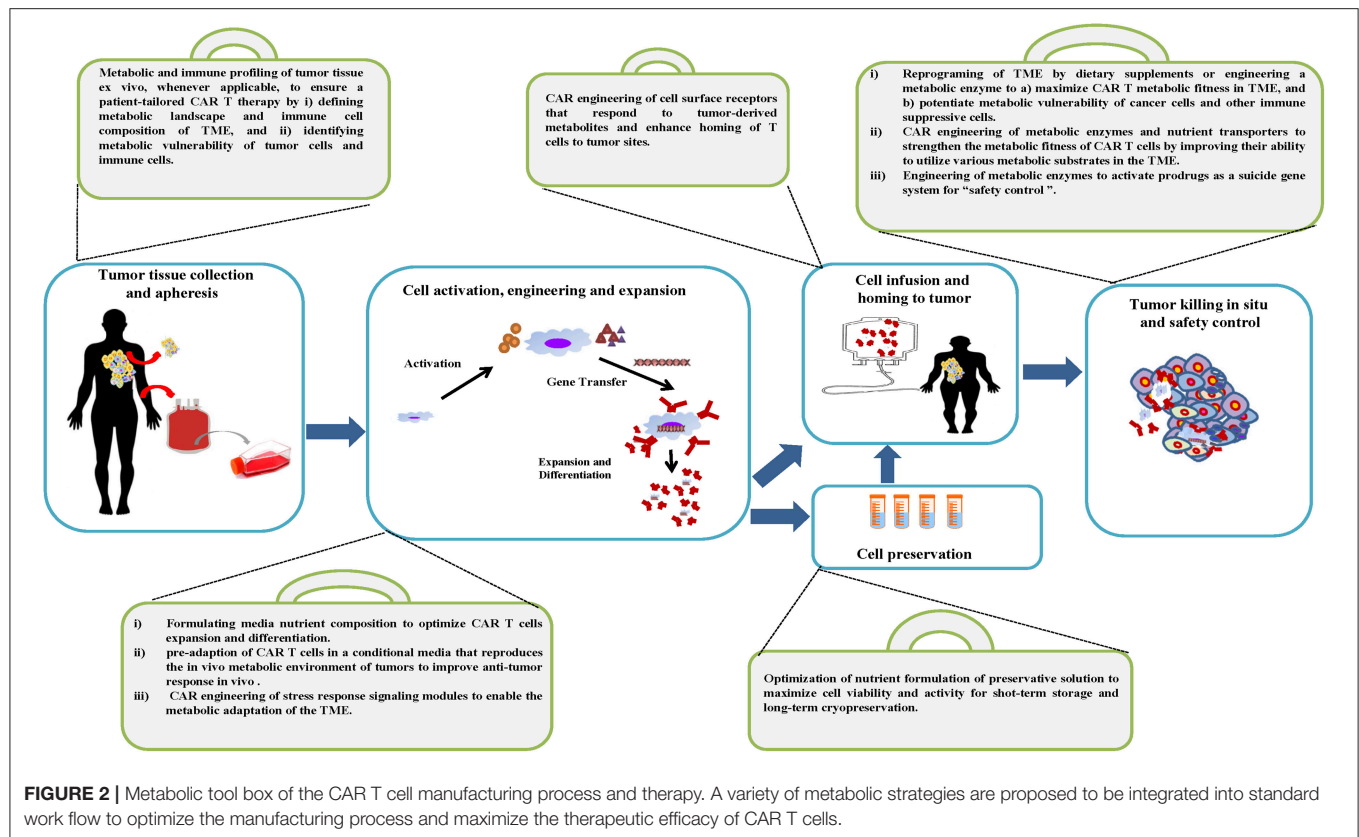 Metabolic and immune profiling of tumor tissue
ex vivo, whenever applicable, to ensure a
patient-tailored CAR T therapy by i) defining
metabolic landscape and immune cell
composition of TME, and ii) identifying
metabolic vulnerability of tumor cells and
immune cells.
CAR engineering of cell surface receptors
that respond to tumor-derived
metabolites and enhance homing of T
cells to tumor sites.
i) Reprograming of TME by dietary supplements or engineering a
metabolic enzyme to a) maximize CAR T metabolic fitness in TME, and
b) potentiate metabolic vulnerability of cancer cells and other immune
suppressive cells.
ii) CAR engineering of metabolic enzymes and nutrient transporters to
strengthen the metabolic fitness of CAR T cells by improving their ability
to utilize various metabolic substrates in the TME.
iii) Engineering of metabolic enzymes to activate prodrugs as a suicide gene
system for “safety control ”.
Tumor tissue collection
and apheresis
Cell activation, engineering and expansion
Activation
Gene Transfer
Expansion and
Differentiation
Cell infusion and
homing to tumor
Cell preservation
Tumor killing in situ
and safety control
i) Formulating media nutrient composition to optimize CAR T cells
expansion and differentiation.
ii) pre-adaption of CAR T cells in a conditional media that reproduces
the in vivo metabolic environment of tumors to improve anti-tumor
response in vivo .
iii) CAR engineering of stress response signaling modules to enable the
metabolic adaptation of the TME.
Optimization of nutrient formulation of preservative solution to
maximize cell viability and activity for shot-term storage and
long-term cryopreservation.
FIGURE 2 | Metabolic tool box of the CAR T cell manufacturing process and therapy. A variety of metabolic strategies are proposed to be integrated into standard
work flow to optimize the manufacturing process and maximize the therapeutic efficacy of CAR T cells.